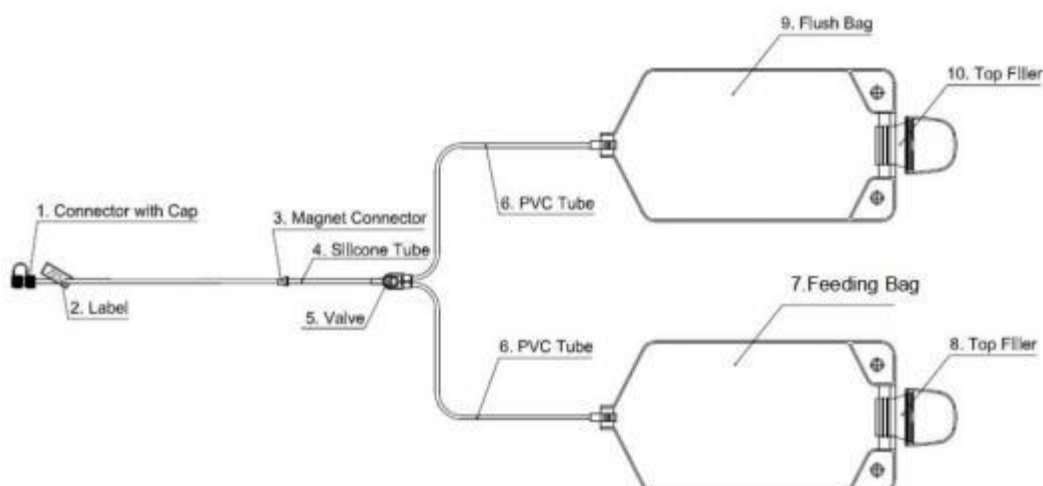 9. Flush Bag
10. Top Filler
6. PVC Tube
1. Connector with Cap
3. Magnet Connector
4. Silicone Tube
2. Label
5. Valve
7.Feeding Bag
6. PVC Tube
8. Top Filler